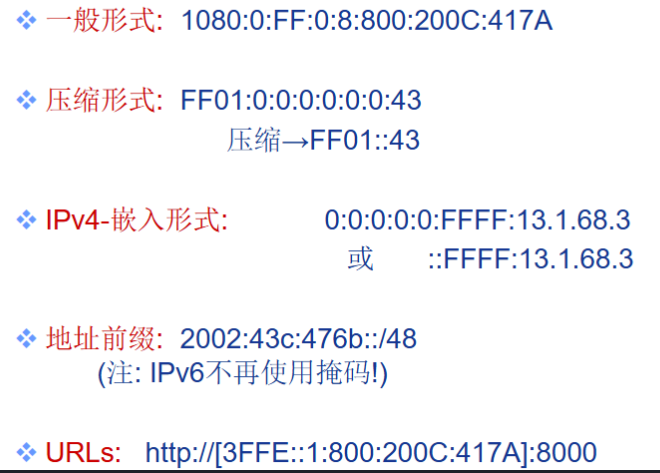 ❖ 一般形式: 1080:0:FF:0:8:800:200C:417A
❖ 压缩形式: FF01:0:0:0:0:0:0:43
压缩→FF01::43
❖ IPv4-嵌入形式: 0:0:0:0:0:FFFF:13.1.68.3
或 ::FFFF:13.1.68.3
❖ 地址前缀: 2002:43c:476b::/48
(注: IPv6不再使用掩码!)
❖ URLs: http://[3FFE::1:800:200C:417A]:8000